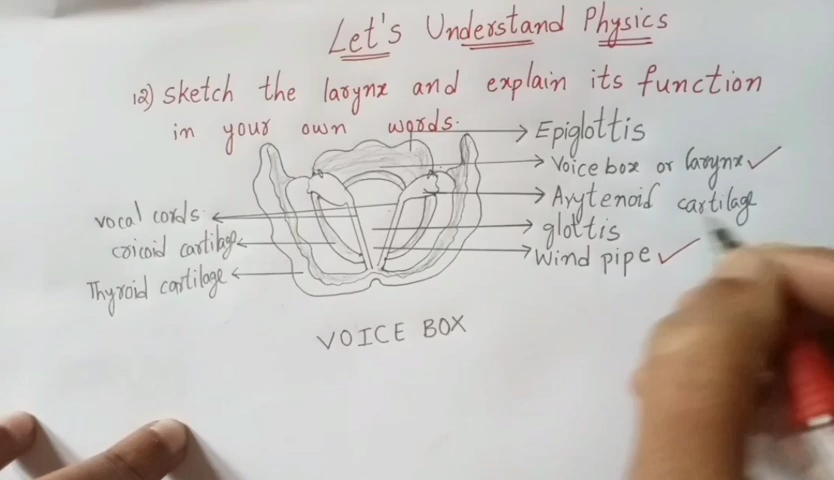 Let's Understand Physics
12) sketch the larynx and explain its function
in your own words.
Epiglottis
Voice box or larynx
Arytenoid cartilage
glottis
Wind pipe
vocal cords
cricoid cartilage
Thyroid cartilage
VOICE BOX